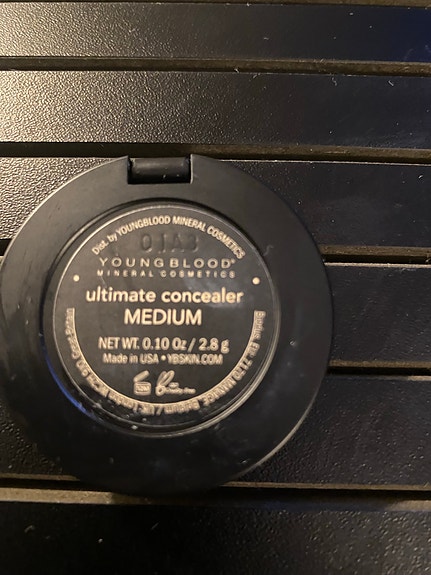 Dist. by YOUNGBLOOD MINERAL COSMETICS
YOUNGBLOOD®
MINERAL COSMETICS
ultimate concealer
MEDIUM
NET WT. 0.10 Oz / 2.8 g
Made in USA • YBSKIN.COM